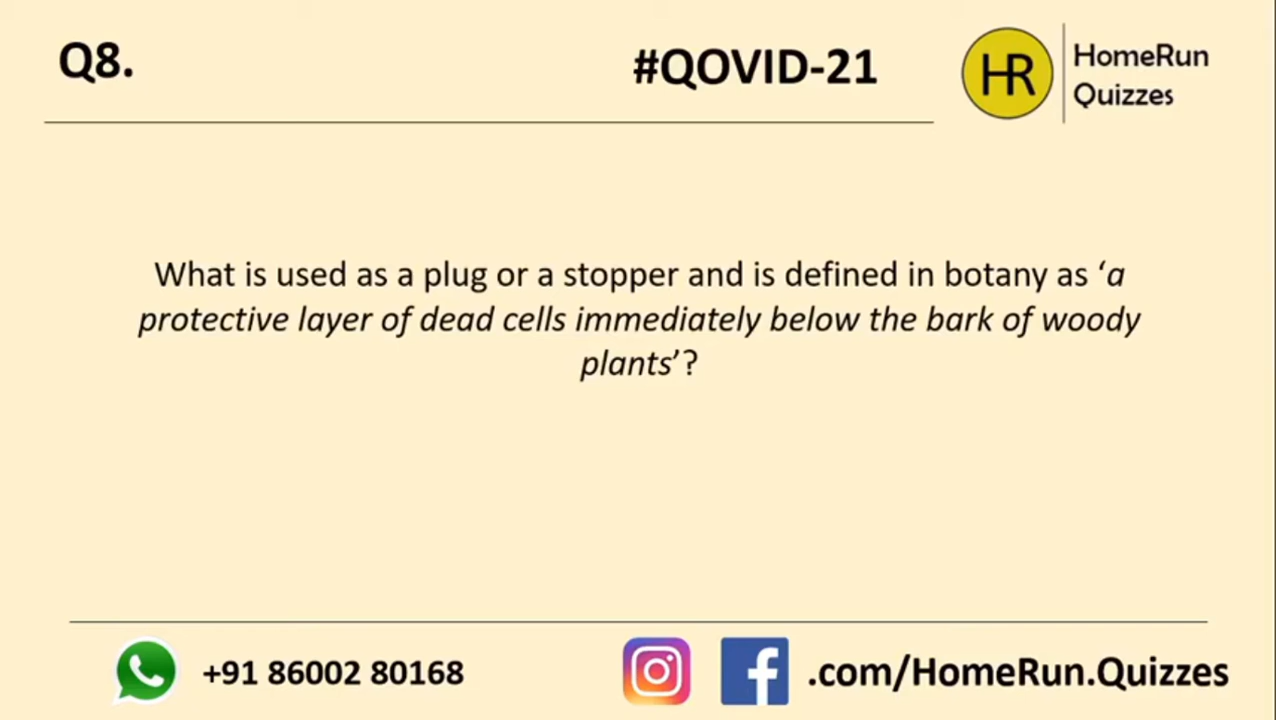 Q8.
#QOVID-21
HR
HomeRun
Quizzes
What is used as a plug or a stopper and is defined in botany as ‘a
protective layer of dead cells immediately below the bark of woody
plants’?
+91 86002 80168
.com/HomeRun.Quizzes